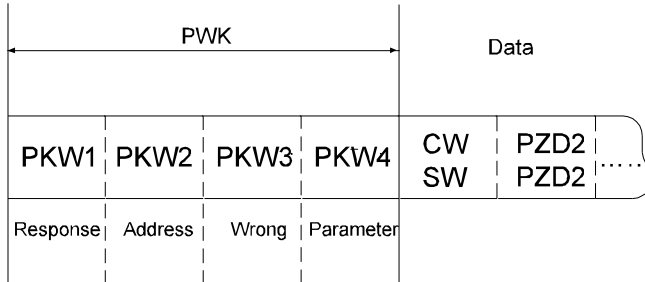 PWK
Data
PKW1 PKW2 PKW3 PKW4 CW PZD2 ......
SW PZD2
Response Address Wrong Parameter